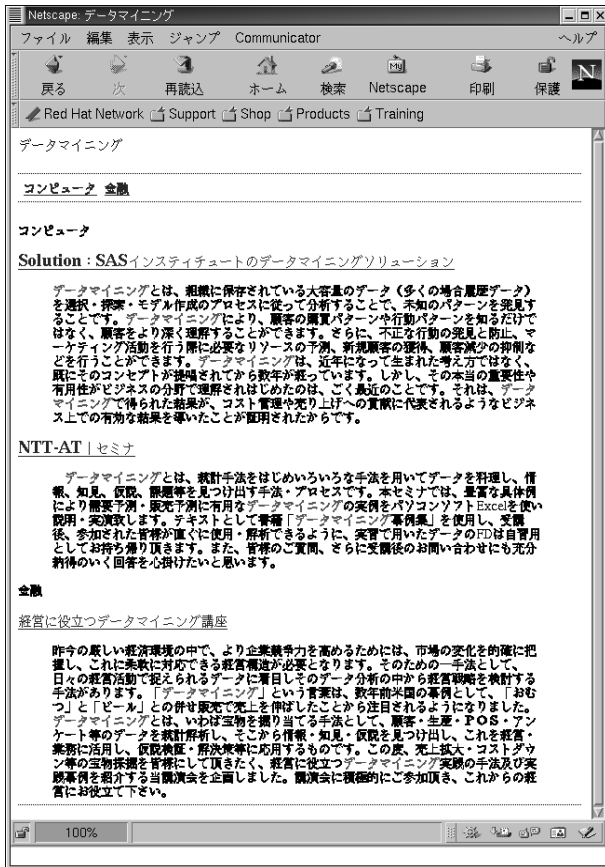 Netscape: データマイニング
ファイル 編集 表示 ジャンプ Communicator ヘルプ
戻る 次 再読込 ホーム 検索 Netscape 印刷 保護
Red Hat Network Support Shop Products Training
データマイニング
コンピュータ 金融
コンピュータ
Solution : SASインスティチュートのデータマイニングソリューション
データマイニングとは、組織に保存されている大容量のデータ（多くの場合履歴データ）
を選択・探索・モデル作成のプロセスに従って分析することで、未知のパターンを発見す
ることです。データマイニングにより、顧客の購買パターンや行動パターンを知るだけで
はなく、顧客をより深く理解することができます。さらに、不正な行動の発見と防止、マ
ーケティング活動を行う際に必要なリソースの予測、新規顧客の獲得、顧客減少の抑制な
どを行うことができます。データマイニングは、近年になって生まれた考え方ではなく、
既にそのコンセプトが提唱されてから数年が経っています。しかし、その本当の重要性や
有用性がビジネスの分野で理解されはじめたのは、ごく最近のことです。それは、データ
マイニングで得られた結果が、コスト管理や売り上げへの貢献に代表されるようなビジネ
ス上での有効な結果を導いたことが証明されたからです。
NTT-AT | セミナ
データマイニングとは、統計手法をはじめいろいろな手法を用いてデータを料理し、情
報、知見、仮説、課題等を見つけ出す手法・プロセスです。本セミナでは、豊富な具体例
により需要予測・販売予測に有用なデータマイニングの実例をパソコンソフトExcelを使い
説明・実演致します。テキストとして書籍「データマイニング事例集」を使用し、受講
後、参加された皆様が直ぐに使用・解析できるように、実習で用いたデータのFDは自習用
としてお持ち帰り頂きます。また、皆様のご質問、さらに受講後のお問い合わせにも充分
納得のいく回答を心掛けたいと思います。
金融
経営に役立つデータマイニング講座
昨今の厳しい経済環境の中で、より企業競争力を高めるためには、市場の変化を的確に把
握し、これに柔軟に対応できる経営構造が必要となります。そのための一手法として、
日々の経営活動で捉えられるデータに着目しそのデータ分析の中から経営戦略を検討する
手法があります。「データマイニング」という言葉は、数年前米国の事例として、「おむ
つ」と「ビール」との併せ販売で売上を伸ばしたことから注目されるようになりました。
データマイニングとは、いわば宝物を掘り当てる手法として、顧客・生産・POS・アン
ケート等のデータを統計解析し、そこから情報・知見・仮説を見つけ出し、これを経営・
業務に活用し、仮説検証・解決策等に応用するものです。この度、売上拡大・コストダウ
ン等の宝物採掘を皆様にして頂きたく、経営に役立つデータマイニング実践の手法及び実
践事例を紹介する当講演会を企画しました。講演会に積極的にご参加頂き、これからの経
営にお役立て下さい。
100%